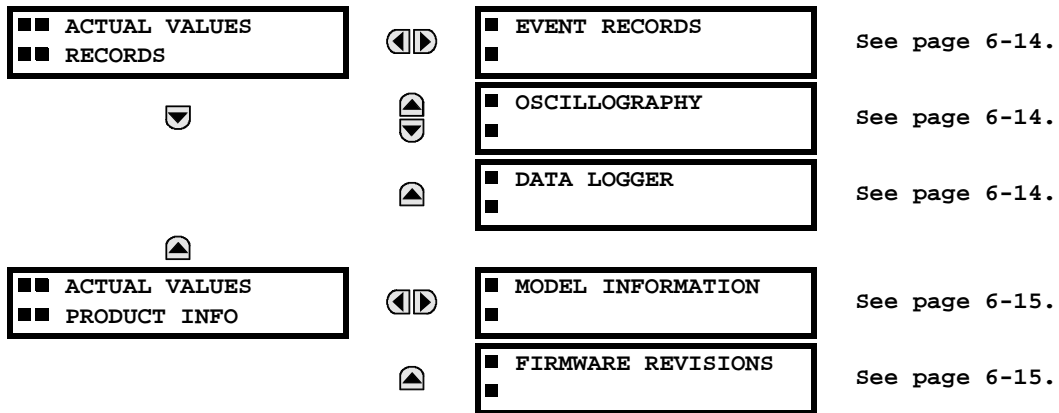 ACTUAL VALUES
RECORDS
EVENT RECORDS
See page 6-14.
OSCILLOGRAPHY
See page 6-14.
DATA LOGGER
See page 6-14.
ACTUAL VALUES
PRODUCT INFO
MODEL INFORMATION
See page 6-15.
FIRMWARE REVISIONS
See page 6-15.